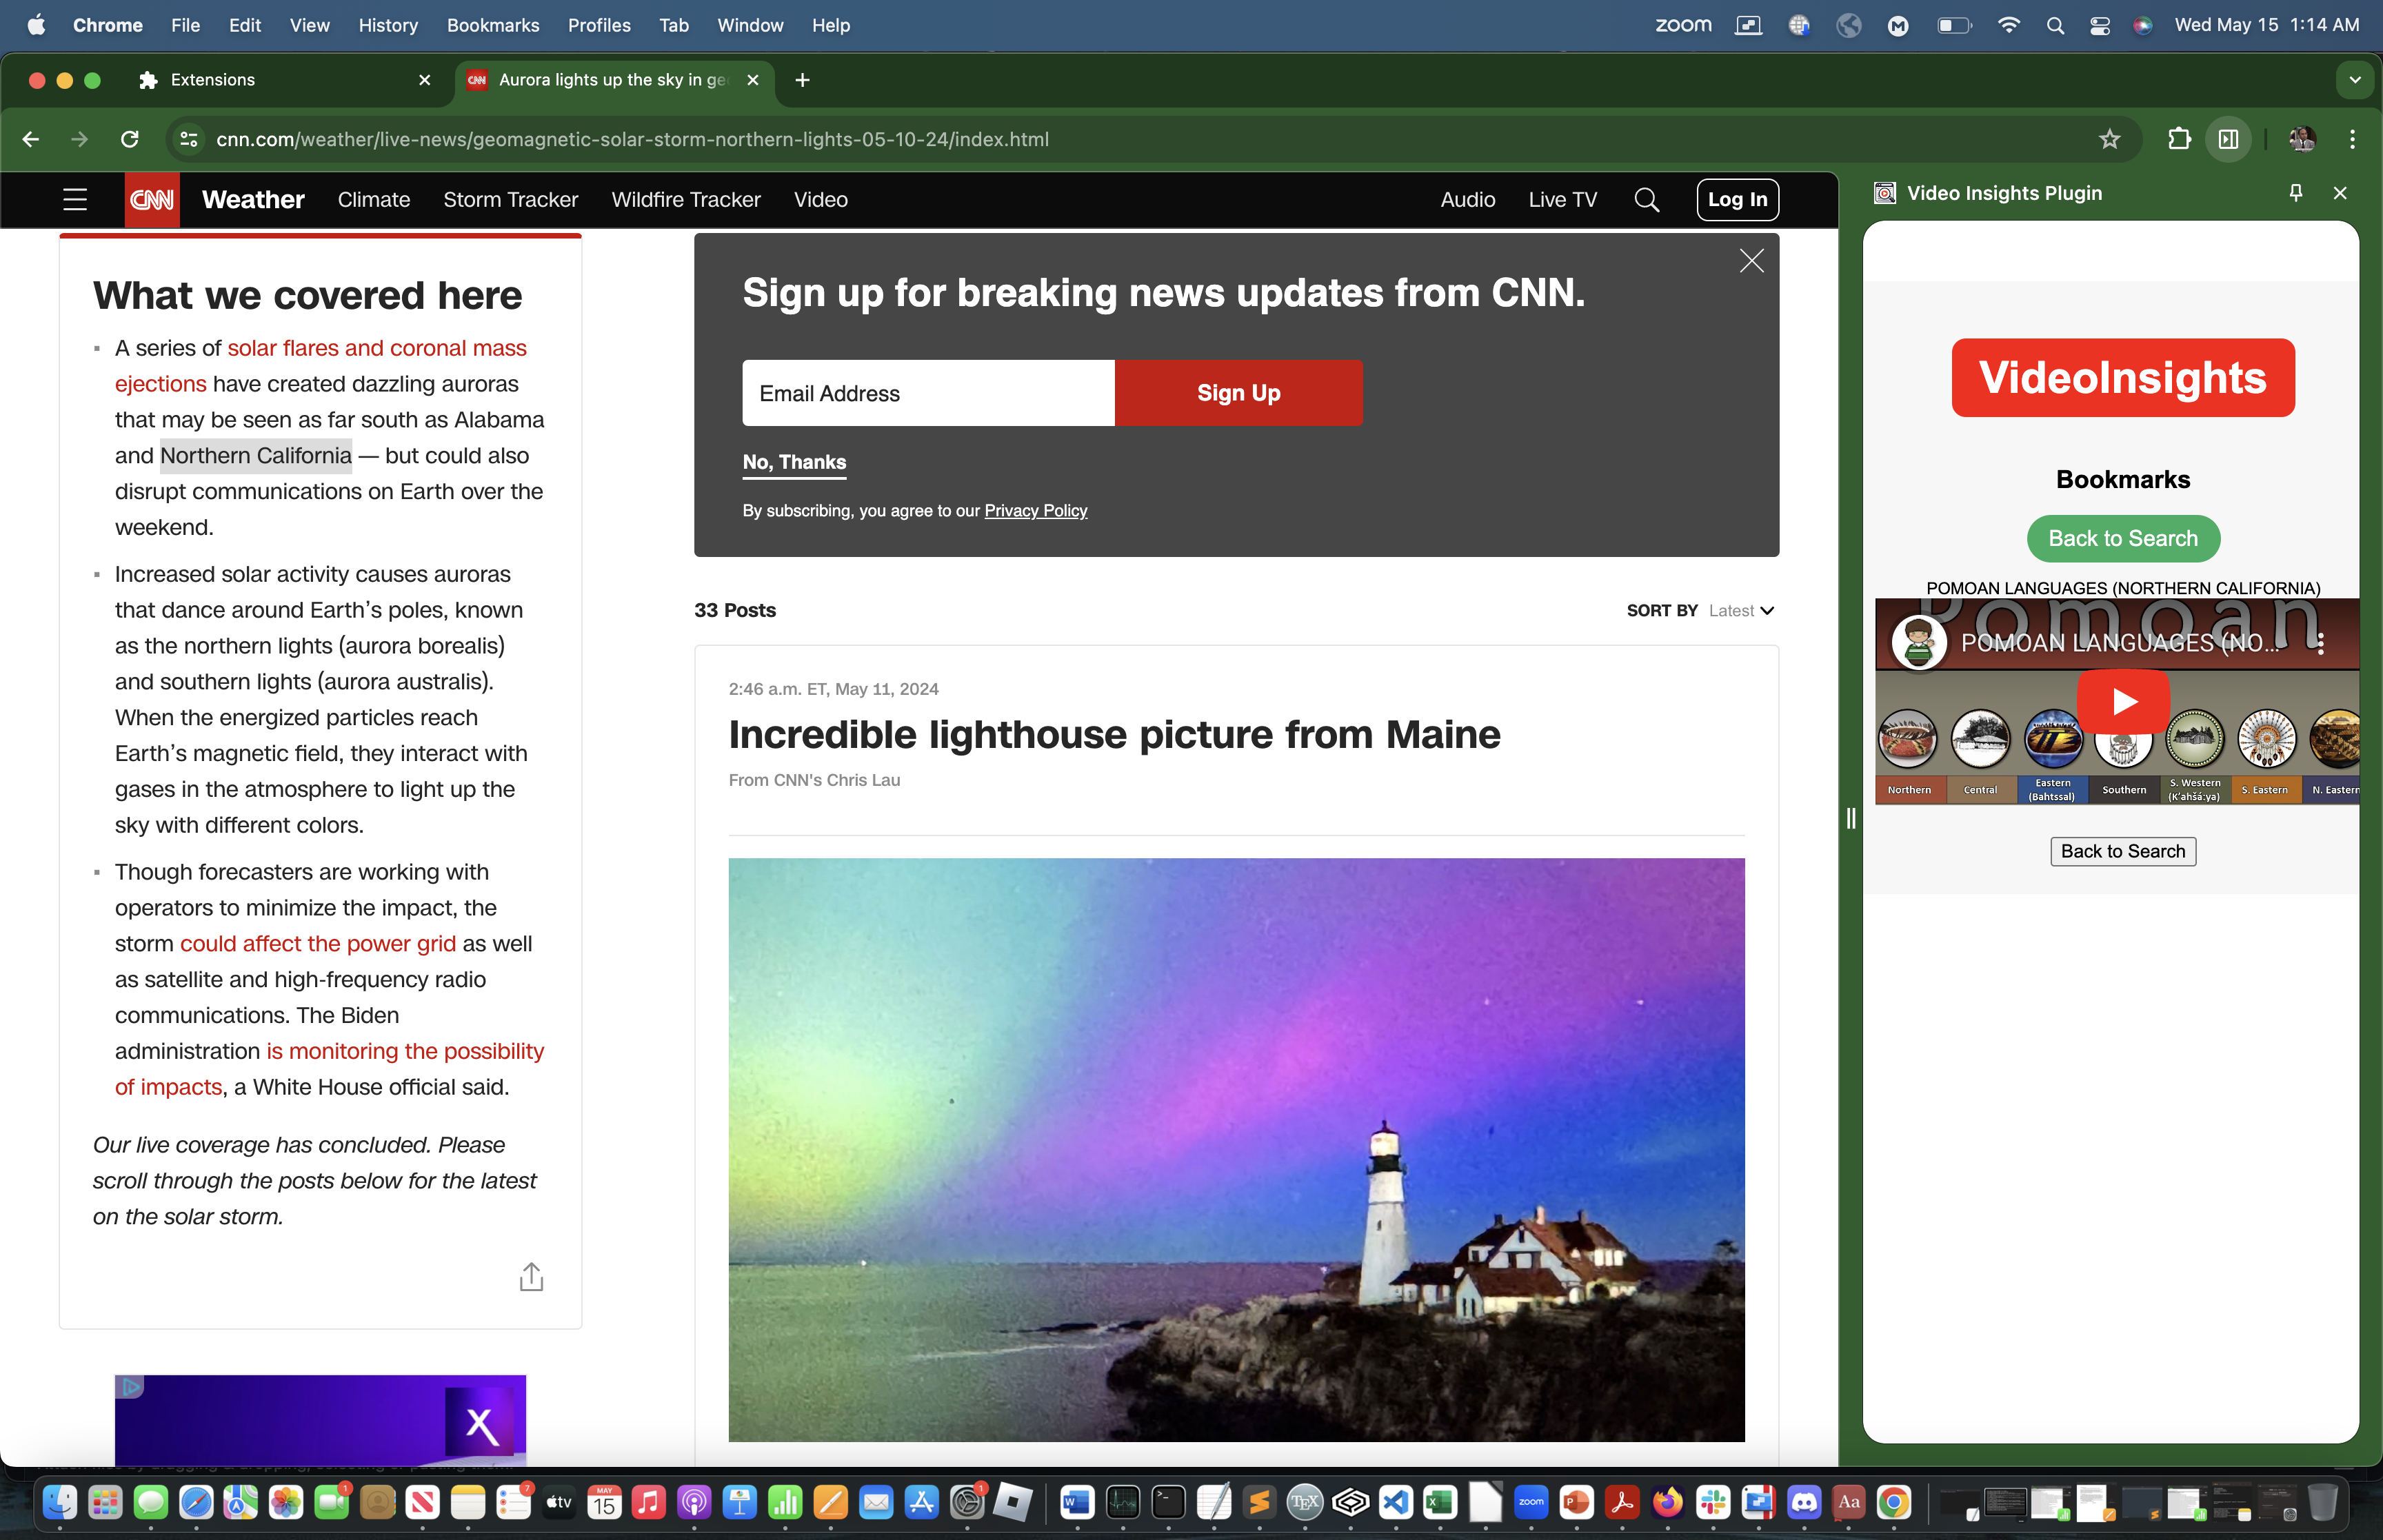 Chrome File Edit View History Bookmarks Profiles Tab Window Help
zoom Wed May 15 1:14 AM
Extensions
CNN Aurora lights up the sky in ge
cnn.com/weather/live-news/geomagnetic-solar-storm-northern-lights-05-10-24/index.html
CNN Weather Climate Storm Tracker Wildfire Tracker Video
Audio Live TV Log In
What we covered here
A series of solar flares and coronal mass
ejections have created dazzling auroras
that may be seen as far south as Alabama
and Northern California — but could also
disrupt communications on Earth over the
weekend.
Increased solar activity causes auroras
that dance around Earth's poles, known
as the northern lights (aurora borealis)
and southern lights (aurora australis).
When the energized particles reach
Earth's magnetic field, they interact with
gases in the atmosphere to light up the
sky with different colors.
Though forecasters are working with
operators to minimize the impact, the
storm could affect the power grid as well
as satellite and high-frequency radio
communications. The Biden
administration is monitoring the possibility
of impacts, a White House official said.
Our live coverage has concluded. Please
scroll through the posts below for the latest
on the solar storm.
X
Sign up for breaking news updates from CNN.
Email Address
Sign Up
No, Thanks
By subscribing, you agree to our Privacy Policy
33 Posts
SORT BY Latest
2:46 a.m. ET, May 11, 2024
Incredible lighthouse picture from Maine
From CNN's Chris Lau
Video Insights Plugin
VideoInsights
Bookmarks
Back to Search
POMOAN LANGUAGES (NORTHERN CALIFORNIA)
Pomoan
POMOAN LANGUAGES (NO...
Northern
Central
Eastern
(Bahtssal)
Southern
S. Western
(K'ahšá:ya)
S. Eastern
N. Eastern
Back to Search
1
7
tv
MAY
15
1
W
TEX
X
zoom
P
Aa